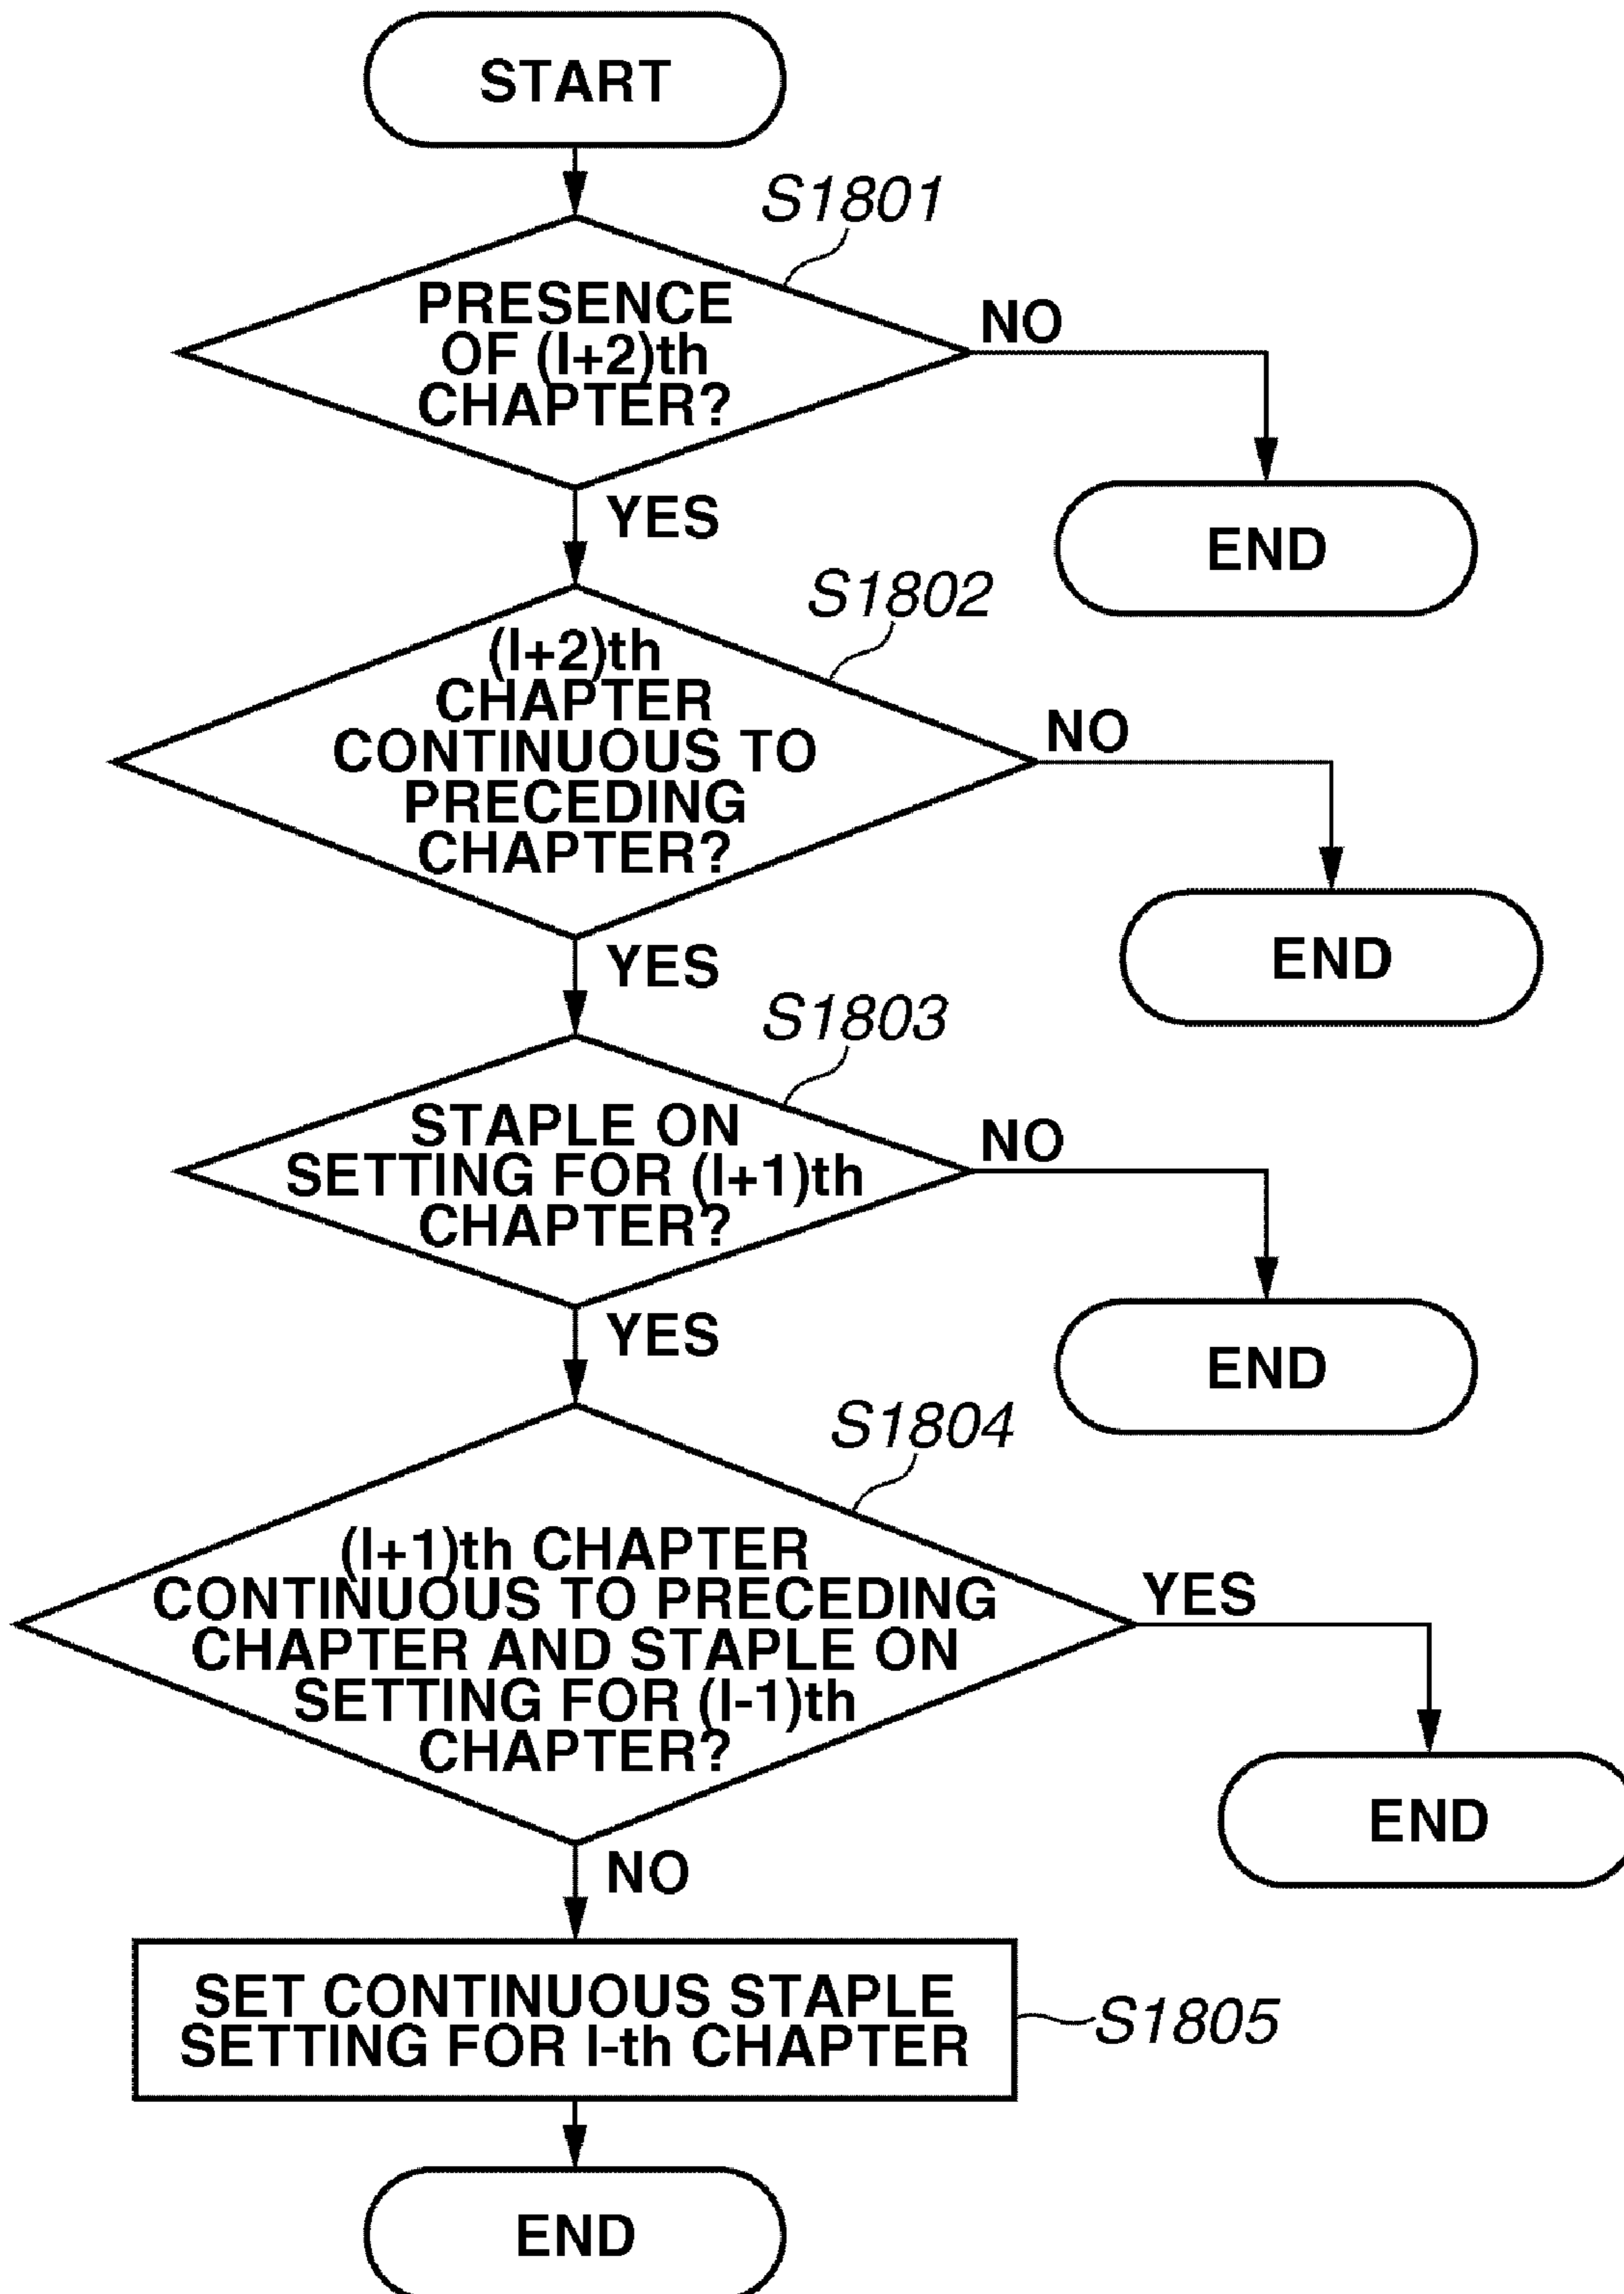 START
S1801
PRESENCE
OF (I+2)th
CHAPTER?
NO
END
YES
S1802
(I+2)th
CHAPTER
CONTINUOUS TO
PRECEDING
CHAPTER?
NO
END
YES
S1803
STAPLE ON
SETTING FOR (I+1)th
CHAPTER?
NO
END
YES
S1804
(I+1)th CHAPTER
CONTINUOUS TO PRECEDING
CHAPTER AND STAPLE ON
SETTING FOR (I-1)th
CHAPTER?
YES
END
NO
SET CONTINUOUS STAPLE
SETTING FOR I-th CHAPTER
S1805
END